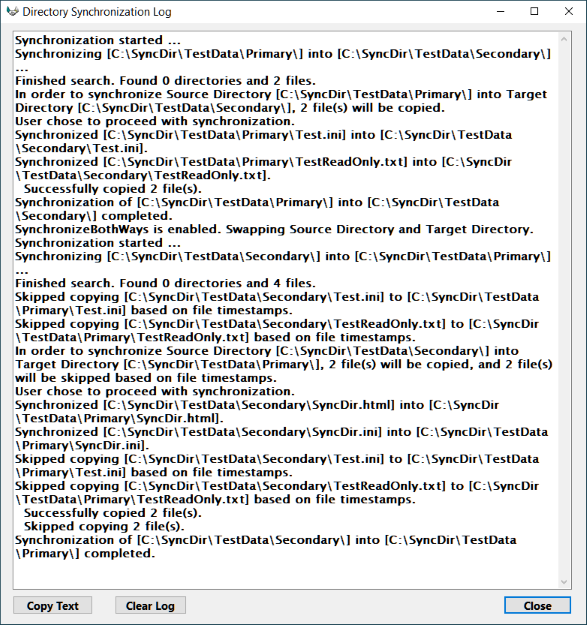 Directory Synchronization Log
Synchronization started ...
Synchronizing [C:\SyncDir\TestData\Primary\] into [C:\SyncDir\TestData\Secondary\]
...
Finished search. Found 0 directories and 2 files.
In order to synchronize Source Directory [C:\SyncDir\TestData\Primary\] into Target
Directory [C:\SyncDir\TestData\Secondary\], 2 file(s) will be copied.
User chose to proceed with synchronization.
Synchronized [C:\SyncDir\TestData\Primary\Test.ini] into [C:\SyncDir\TestData
\Secondary\Test.ini].
Synchronized [C:\SyncDir\TestData\Primary\TestReadOnly.txt] into [C:\SyncDir
\TestData\Secondary\TestReadOnly.txt].
  Successfully copied 2 file(s).
Synchronization of [C:\SyncDir\TestData\Primary\] into [C:\SyncDir\TestData
\Secondary\] completed.
SynchronizeBothWays is enabled. Swapping Source Directory and Target Directory.
Synchronization started ...
Synchronizing [C:\SyncDir\TestData\Secondary\] into [C:\SyncDir\TestData\Primary\]
...
Finished search. Found 0 directories and 4 files.
Skipped copying [C:\SyncDir\TestData\Secondary\Test.ini] to [C:\SyncDir\TestData
\Primary\Test.ini] based on file timestamps.
Skipped copying [C:\SyncDir\TestData\Secondary\TestReadOnly.txt] to [C:\SyncDir
\TestData\Primary\TestReadOnly.txt] based on file timestamps.
In order to synchronize Source Directory [C:\SyncDir\TestData\Secondary\] into
Target Directory [C:\SyncDir\TestData\Primary\], 2 file(s) will be copied, and 2 file(s)
will be skipped based on file timestamps.
User chose to proceed with synchronization.
Synchronized [C:\SyncDir\TestData\Secondary\SyncDir.html] into [C:\SyncDir
\TestData\Primary\SyncDir.html].
Synchronized [C:\SyncDir\TestData\Secondary\SyncDir.ini] into [C:\SyncDir\TestData
\Primary\SyncDir.ini].
Skipped copying [C:\SyncDir\TestData\Secondary\Test.ini] to [C:\SyncDir\TestData
\Primary\Test.ini] based on file timestamps.
Skipped copying [C:\SyncDir\TestData\Secondary\TestReadOnly.txt] to [C:\SyncDir
\TestData\Primary\TestReadOnly.txt] based on file timestamps.
  Successfully copied 2 file(s).
  Skipped copying 2 file(s).
Synchronization of [C:\SyncDir\TestData\Secondary\] into [C:\SyncDir\TestData
\Primary\] completed.
Copy Text
Clear Log
Close